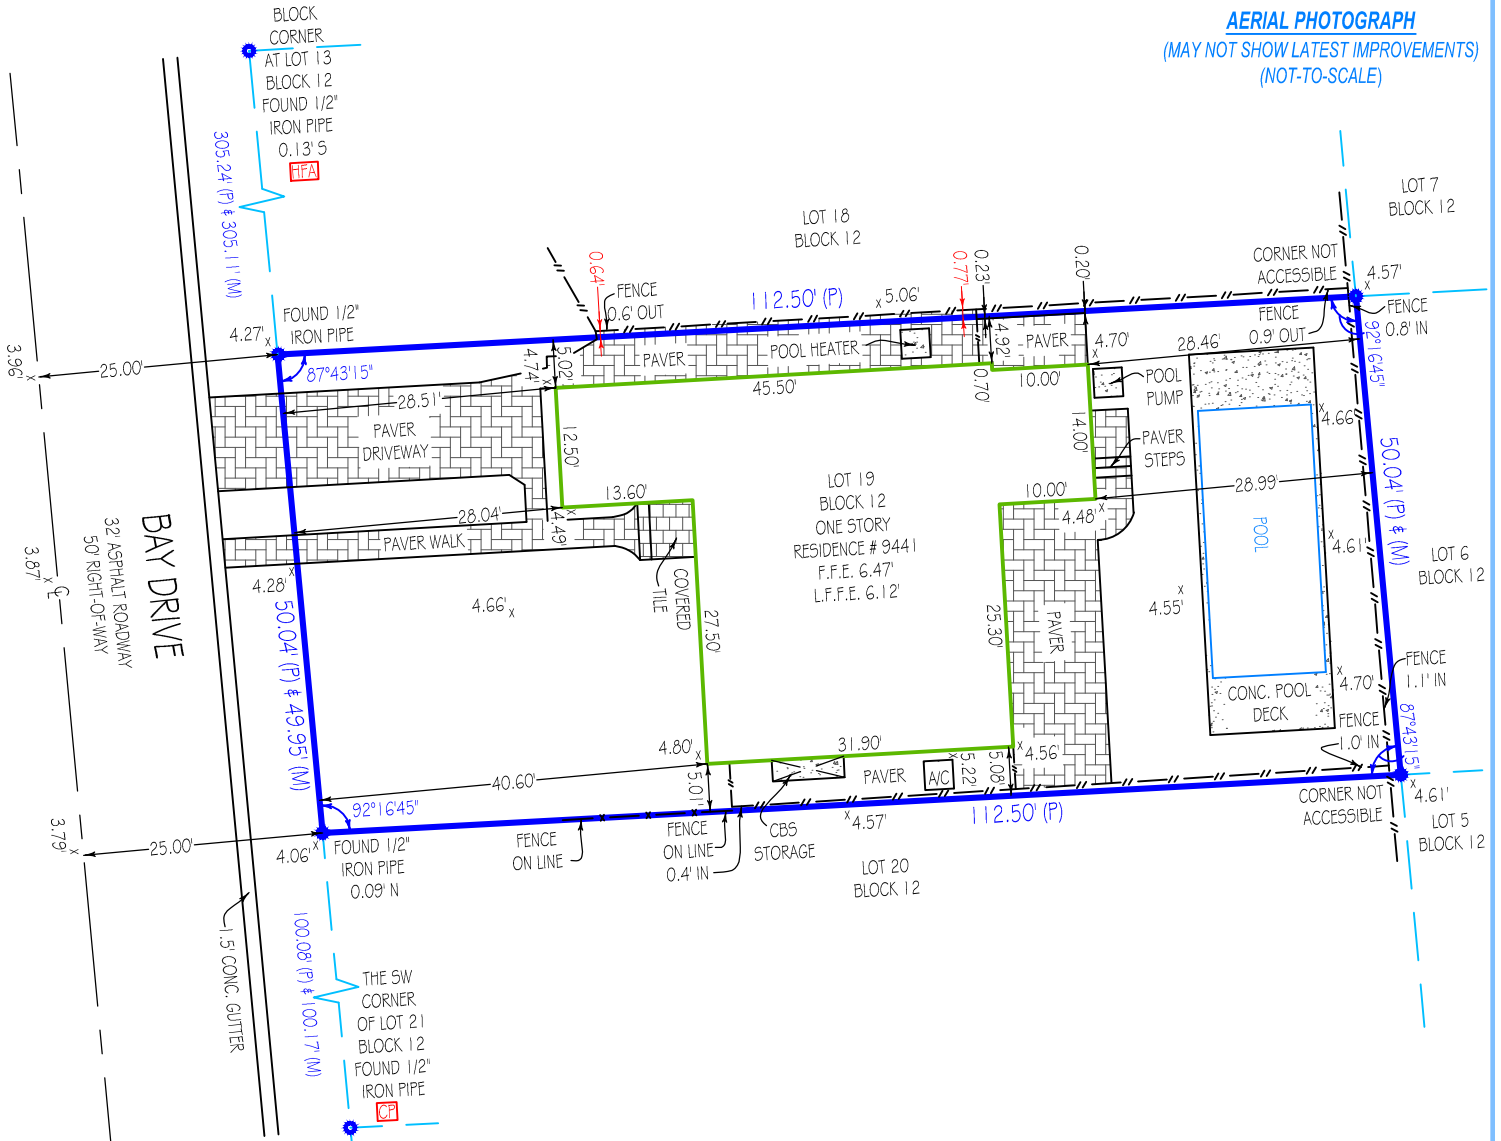 AERIAL PHOTOGRAPH
(MAY NOT SHOW LATEST IMPROVEMENTS)
(NOT-TO-SCALE)
BLOCK
CORNER
AT LOT 13
BLOCK 12
FOUND 1/2"
IRON PIPE
0.13' S
HFA
305.24' (P) & 305.11' (M)
LOT 7
BLOCK 12
LOT 18
BLOCK 12
CORNER NOT
ACCESSIBLE
4.57'
FENCE
0.8' IN
FENCE
0.9' OUT
0.64'
FENCE
0.6' OUT
112.50' (P)
5.06'
0.77'
0.23'
0.20'
FOUND 1/2"
IRON PIPE
4.27'
3.96'
25.00'
87°43'15"
4.74'
5.02'
PAVER
POOL HEATER
4.92'
PAVER
4.70'
28.46'
92°16'45"
28.51'
45.50'
0.70'
10.00'
POOL
PUMP
PAVER
DRIVEWAY
12.50'
14.00'
PAVER
STEPS
4.66
50.04' (P) & (M)
13.60'
LOT 19
BLOCK 12
ONE STORY
RESIDENCE # 9441
F.F.E. 6.47'
L.F.F.E. 6.12'
10.00'
28.99'
28.04'
4.49'
4.48'
PAVER WALK
POOL
4.61
LOT 6
BLOCK 12
BAY DRIVE
32' ASPHALT ROADWAY
50' RIGHT-OF-WAY
3.87'
℄
4.28'
4.66'
COVERED
TILE
27.50'
25.30'
PAVER
4.55'
50.04' (P) & 49.95' (M)
FENCE
1.1' IN
4.70'
CONC. POOL
DECK
FENCE
1.0' IN
87°43'15"
4.80'
31.90'
4.56'
40.60'
5.01'
PAVER
A/C
5.22'
5.08'
92°16'45"
4.57'
112.50' (P)
CORNER NOT
ACCESSIBLE
4.61'
3.79'
25.00'
4.06'
FOUND 1/2"
IRON PIPE
0.09' N
FENCE
ON LINE
FENCE
ON LINE
0.4' IN
CBS
STORAGE
LOT 20
BLOCK 12
LOT 5
BLOCK 12
1.5' CONC. GUTTER
100.08' (P) & 100.17' (M)
THE SW
CORNER
OF LOT 21
BLOCK 12
FOUND 1/2"
IRON PIPE
CP